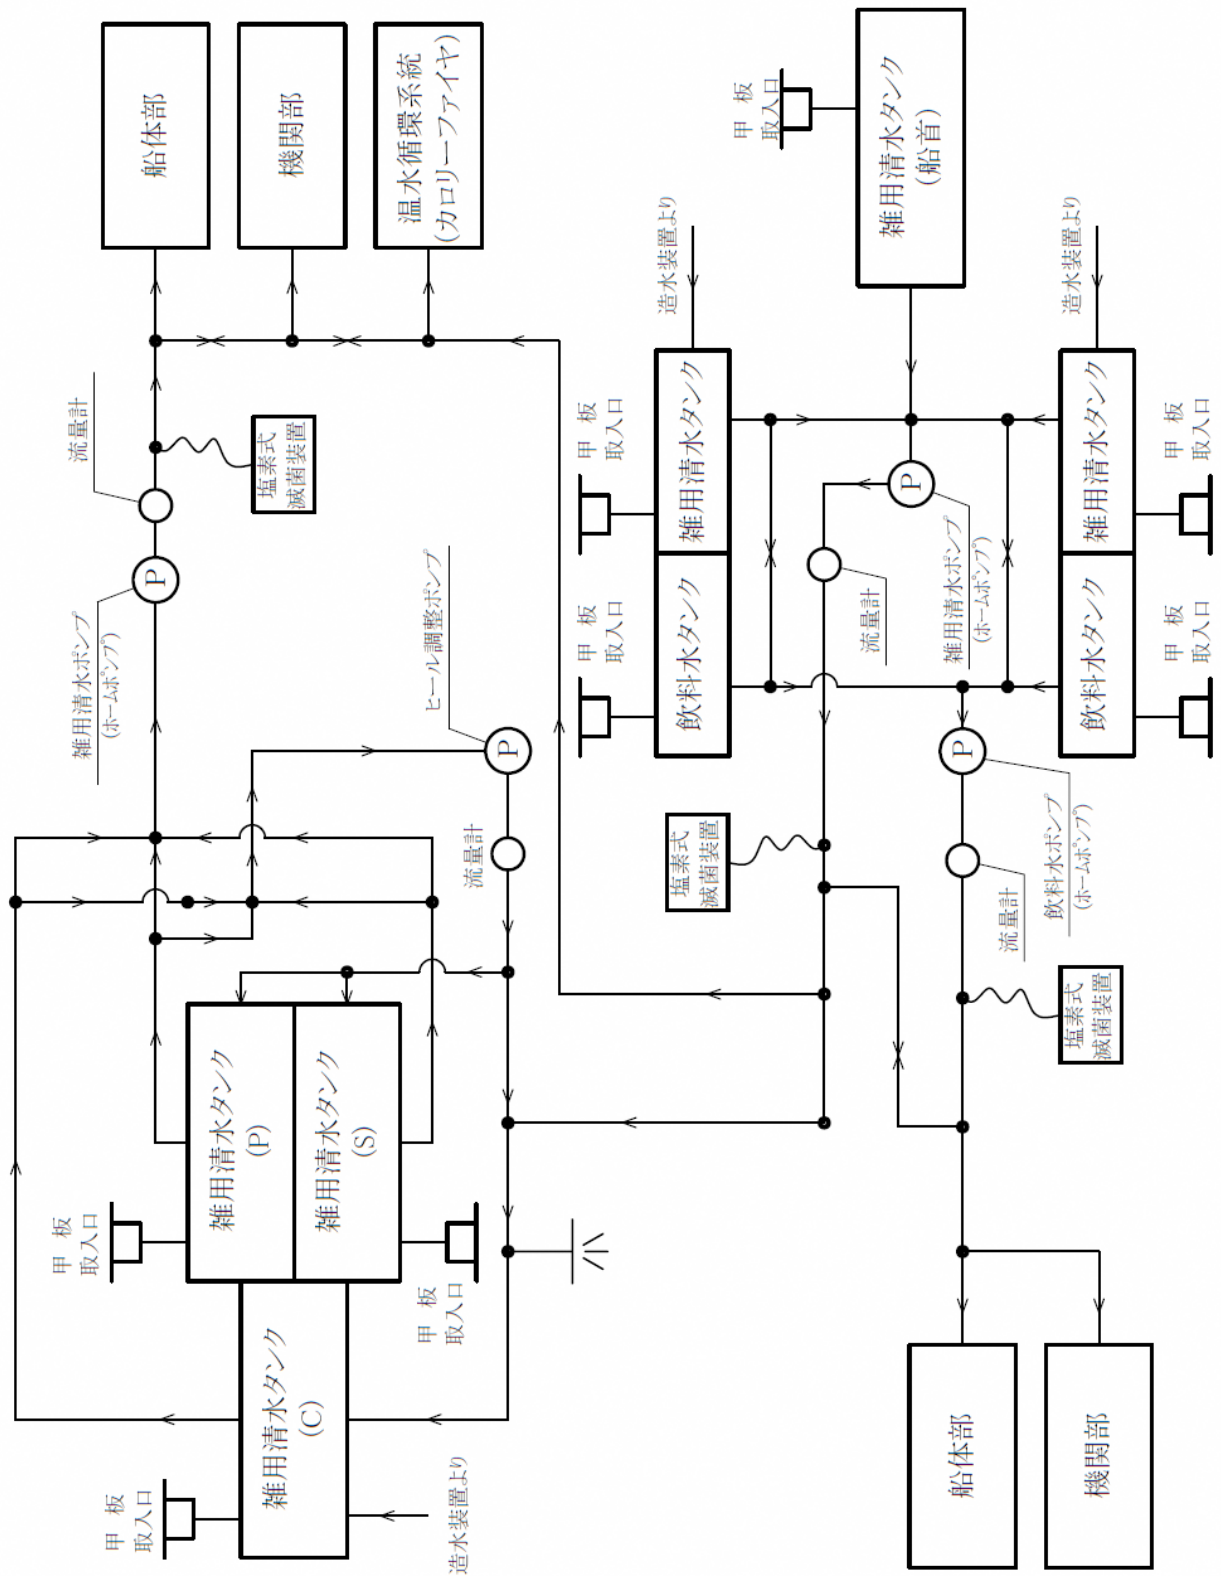 甲 板
取入口
雑用清水ポンプ
(ホームポンプ)
流量計
甲 板
取入口
船体部
雑用清水タンク
(P)
雑用清水タンク
(C)
塩素式
滅菌装置
機関部
雑用清水タンク
(S)
温水循環系統
(カロリーファイヤ)
甲 板
取入口
ヒール調整ポンプ
造水装置より
流量計
甲 板
取入口
甲 板
取入口
造水装置より
塩素式
滅菌装置
飲料水タンク
雑用清水タンク
甲 板
取入口
流量計
雑用清水タンク
(船首)
雑用清水ポンプ
(ホームポンプ)
船体部
流量計
飲料水ポンプ
(ホームポンプ)
造水装置より
塩素式
滅菌装置
機関部
飲料水タンク
雑用清水タンク
甲 板
取入口
甲 板
取入口
P
P
P
P